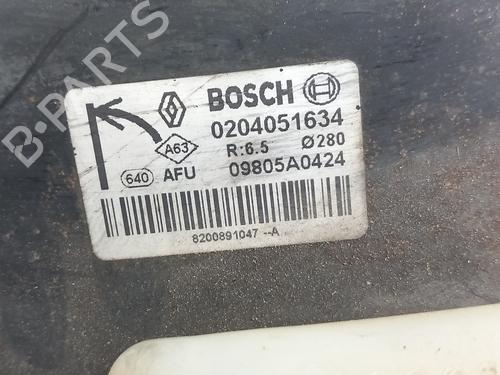 BOSCH
0204051634
A63
R:6.5 Ø280
640 AFU 09805A0424
8200891047 --A
B-PARTS